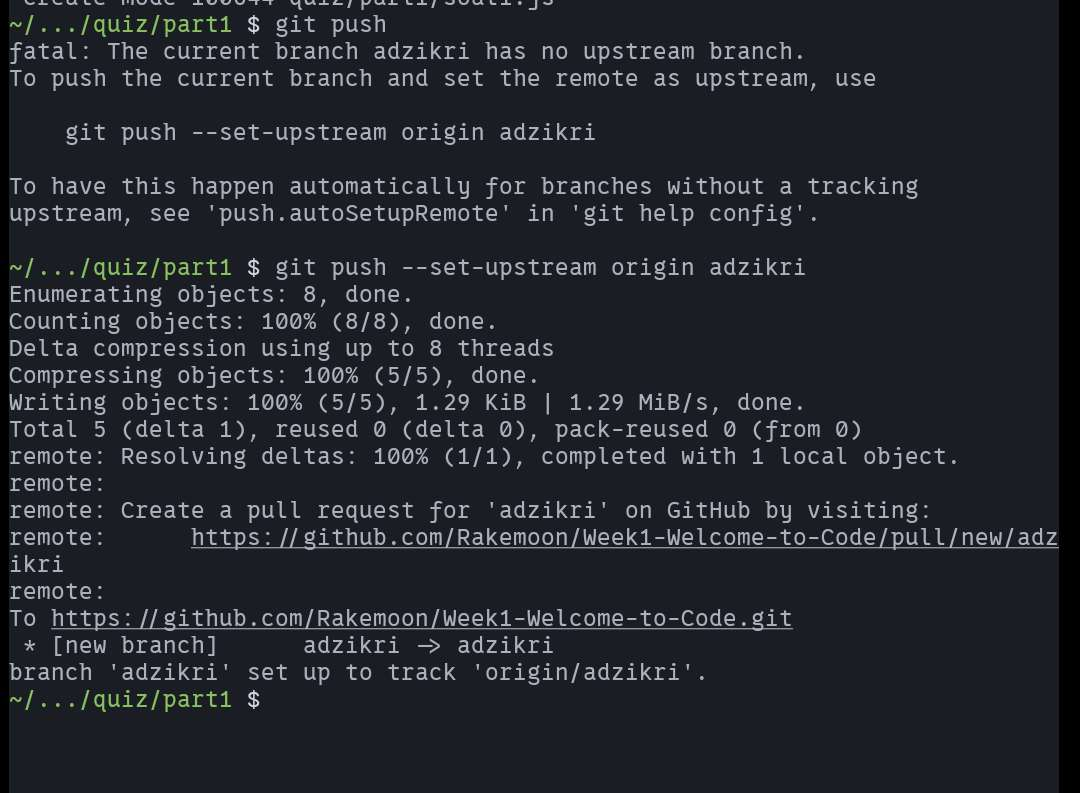 create mode 100644 quiz/part1/soal1.js
~/.../quiz/part1 $ git push
fatal: The current branch adzikri has no upstream branch.
To push the current branch and set the remote as upstream, use
    git push --set-upstream origin adzikri
To have this happen automatically for branches without a tracking
upstream, see 'push.autoSetupRemote' in 'git help config'.
~/.../quiz/part1 $ git push --set-upstream origin adzikri
Enumerating objects: 8, done.
Counting objects: 100% (8/8), done.
Delta compression using up to 8 threads
Compressing objects: 100% (5/5), done.
Writing objects: 100% (5/5), 1.29 KiB | 1.29 MiB/s, done.
Total 5 (delta 1), reused 0 (delta 0), pack-reused 0 (from 0)
remote: Resolving deltas: 100% (1/1), completed with 1 local object.
remote:
remote: Create a pull request for 'adzikri' on GitHub by visiting:
remote:      https://github.com/Rakemoon/Week1-Welcome-to-Code/pull/new/adz
ikri
remote:
To https://github.com/Rakemoon/Week1-Welcome-to-Code.git
 * [new branch]      adzikri -> adzikri
branch 'adzikri' set up to track 'origin/adzikri'.
~/.../quiz/part1 $